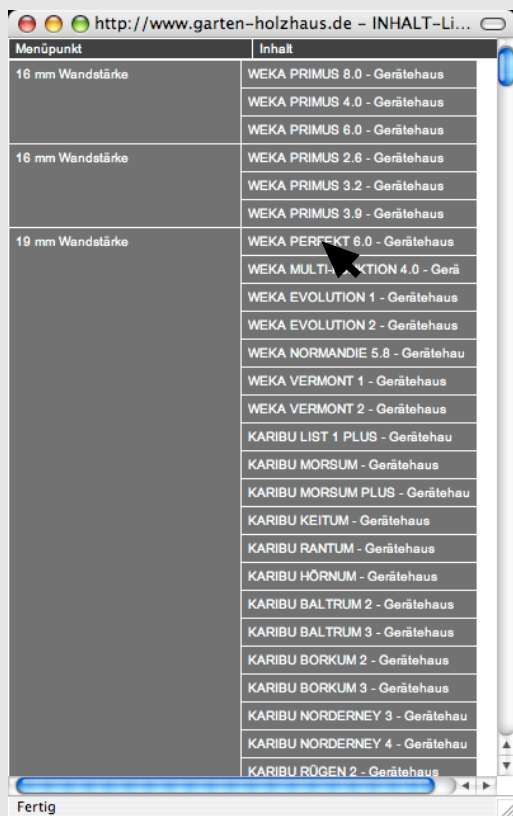 http://www.garten-holzhaus.de – INHALT-Li...
Menüpunkt Inhalt
16 mm Wandstärke WEKA PRIMUS 8.0 - Gerätehaus
WEKA PRIMUS 4.0 - Gerätehaus
WEKA PRIMUS 6.0 - Gerätehaus
16 mm Wandstärke WEKA PRIMUS 2.6 - Gerätehaus
WEKA PRIMUS 3.2 - Gerätehaus
WEKA PRIMUS 3.9 - Gerätehaus
19 mm Wandstärke WEKA PERFEKT 6.0 - Gerätehaus
WEKA 4.0 - Gerä
WEKA EVOLUTION 1 - Gerätehaus
WEKA EVOLUTION 2 - Gerätehaus
WEKA NORMANDIE 5.8 - Gerätehau
WEKA VERMONT 1 - Gerätehaus
WEKA VERMONT 2 - Gerätehaus
KARIBU LIST 1 PLUS - Gerätehau
KARIBU MORSUM - Gerätehaus
KARIBU MORSUM PLUS - Gerätehau
KARIBU KEITUM - Gerätehaus
KARIBU RANTUM - Gerätehaus
KARIBU HÖRNUM - Gerätehaus
KARIBU BALTRUM 2 - Gerätehaus
KARIBU BALTRUM 3 - Gerätehaus
KARIBU BORKUM 2 - Gerätehaus
KARIBU BORKUM 3 - Gerätehaus
KARIBU NORDERNEY 3 - Gerätehau
KARIBU NORDERNEY 4 - Gerätehau
KARIBU RÜGEN 2 - Gerätehaus
Fertig